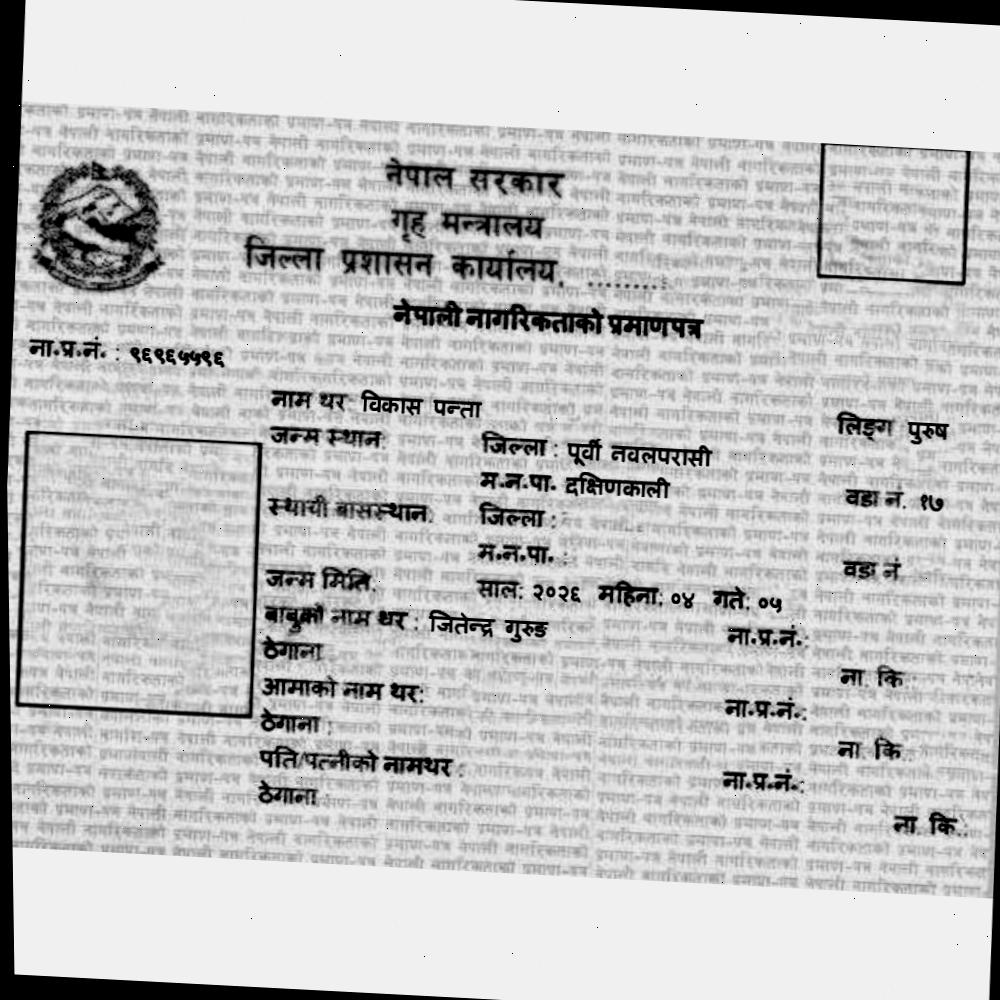 नेपाल सरकार
गृह मन्त्रालय
जिल्ला प्रशासन कार्यालय, .........
नेपाली नागरिकताको प्रमाणपत्र
ना.प्र.नं. : ९६९६५५९६
नाम थर: विकास पन्ता लिङ्ग पुरुष
जन्म स्थान: जिल्ला : पूर्वी नवलपरासी
म.न.पा. दक्षिणकाली वडा नं. १७
स्थायी बासस्थान: जिल्ला :
म.न.पा. : वडा नं
जन्म मिति: साल: २०२६ महिना: ०४ गते: ०५
बाबुको नाम थर : जितेन्द्र गुरुङ ना.प्र.नं.:
ठेगाना ना. कि.:
आमाको नाम थर: ना.प्र.नं.:
ठेगाना : ना. कि.:
पति/पत्नीको नामथर : ना.प्र.नं.:
ठेगाना ना. कि.: